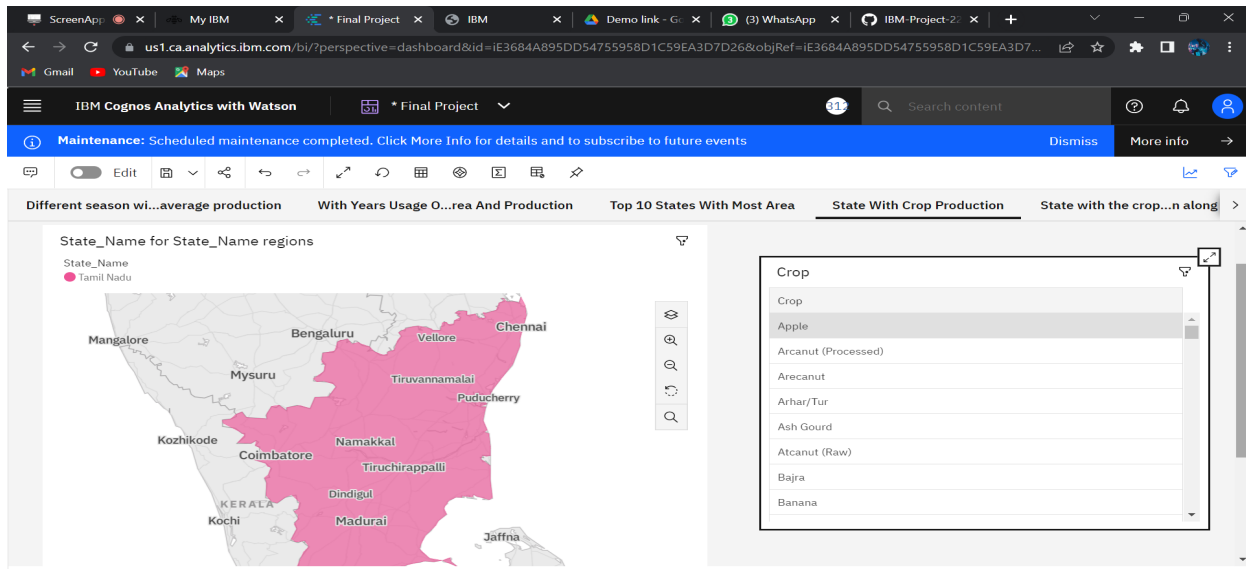 ScreenApp
My IBM
* Final Project
IBM
Demo link - Go
3 (3) WhatsApp
IBM-Project-22
us1.ca.analytics.ibm.com/bi/?perspective=dashboard&id=iE3684A895DD54755958D1C59EA3D7D26&objRef=iE3684A895DD54755958D1C59EA3D7...
Gmail
YouTube
Maps
IBM Cognos Analytics with Watson
* Final Project
312
Search content
Maintenance: Scheduled maintenance completed. Click More Info for details and to subscribe to future events
Dismiss
More info
Edit
Different season wi...average production
With Years Usage O...rea And Production
Top 10 States With Most Area
State With Crop Production
State with the crop...n along
State_Name for State_Name regions
State_Name
Tamil Nadu
Chennai
Bengaluru
Vellore
Mangalore
Mysuru
Tiruvannamalai
Puducherry
Kozhikode
Namakkal
Coimbatore
Tiruchirappalli
Dindigul
KERALA
Kochi
Madurai
Jaffna
Crop
Crop
Apple
Arcanut (Processed)
Arecanut
Arhar/Tur
Ash Gourd
Atcanut (Raw)
Bajra
Banana